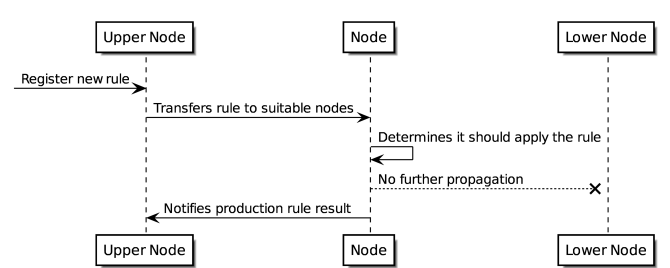 Upper Node
Node
Lower Node
Register new rule
Transfers rule to suitable nodes
Determines it should apply the rule
No further propagation
Notifies production rule result
Upper Node
Node
Lower Node